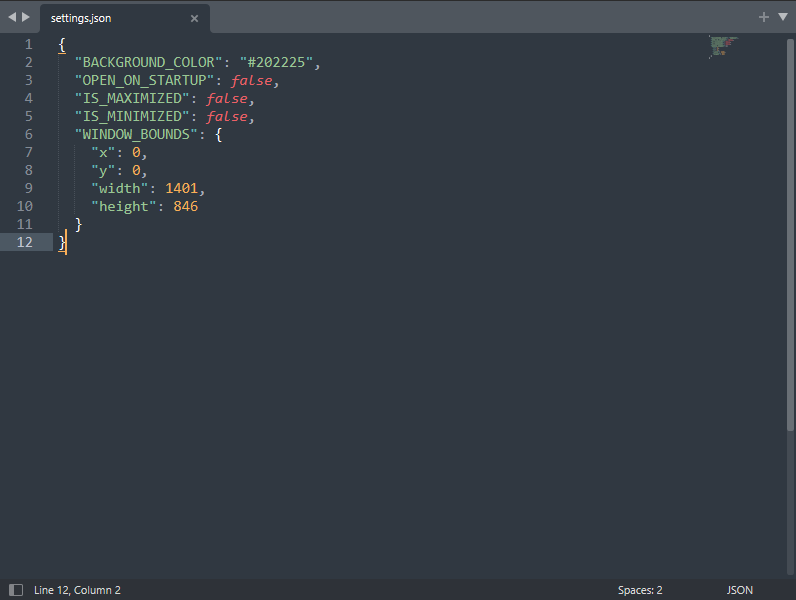 settings.json
1 {
2 "BACKGROUND_COLOR": "#202225",
3 "OPEN_ON_STARTUP": false,
4 "IS_MAXIMIZED": false,
5 "IS_MINIMIZED": false,
6 "WINDOW_BOUNDS": {
7 "x": 0,
8 "y": 0,
9 "width": 1401,
10 "height": 846
11 }
12 }
Line 12, Column 2 Spaces: 2 JSON